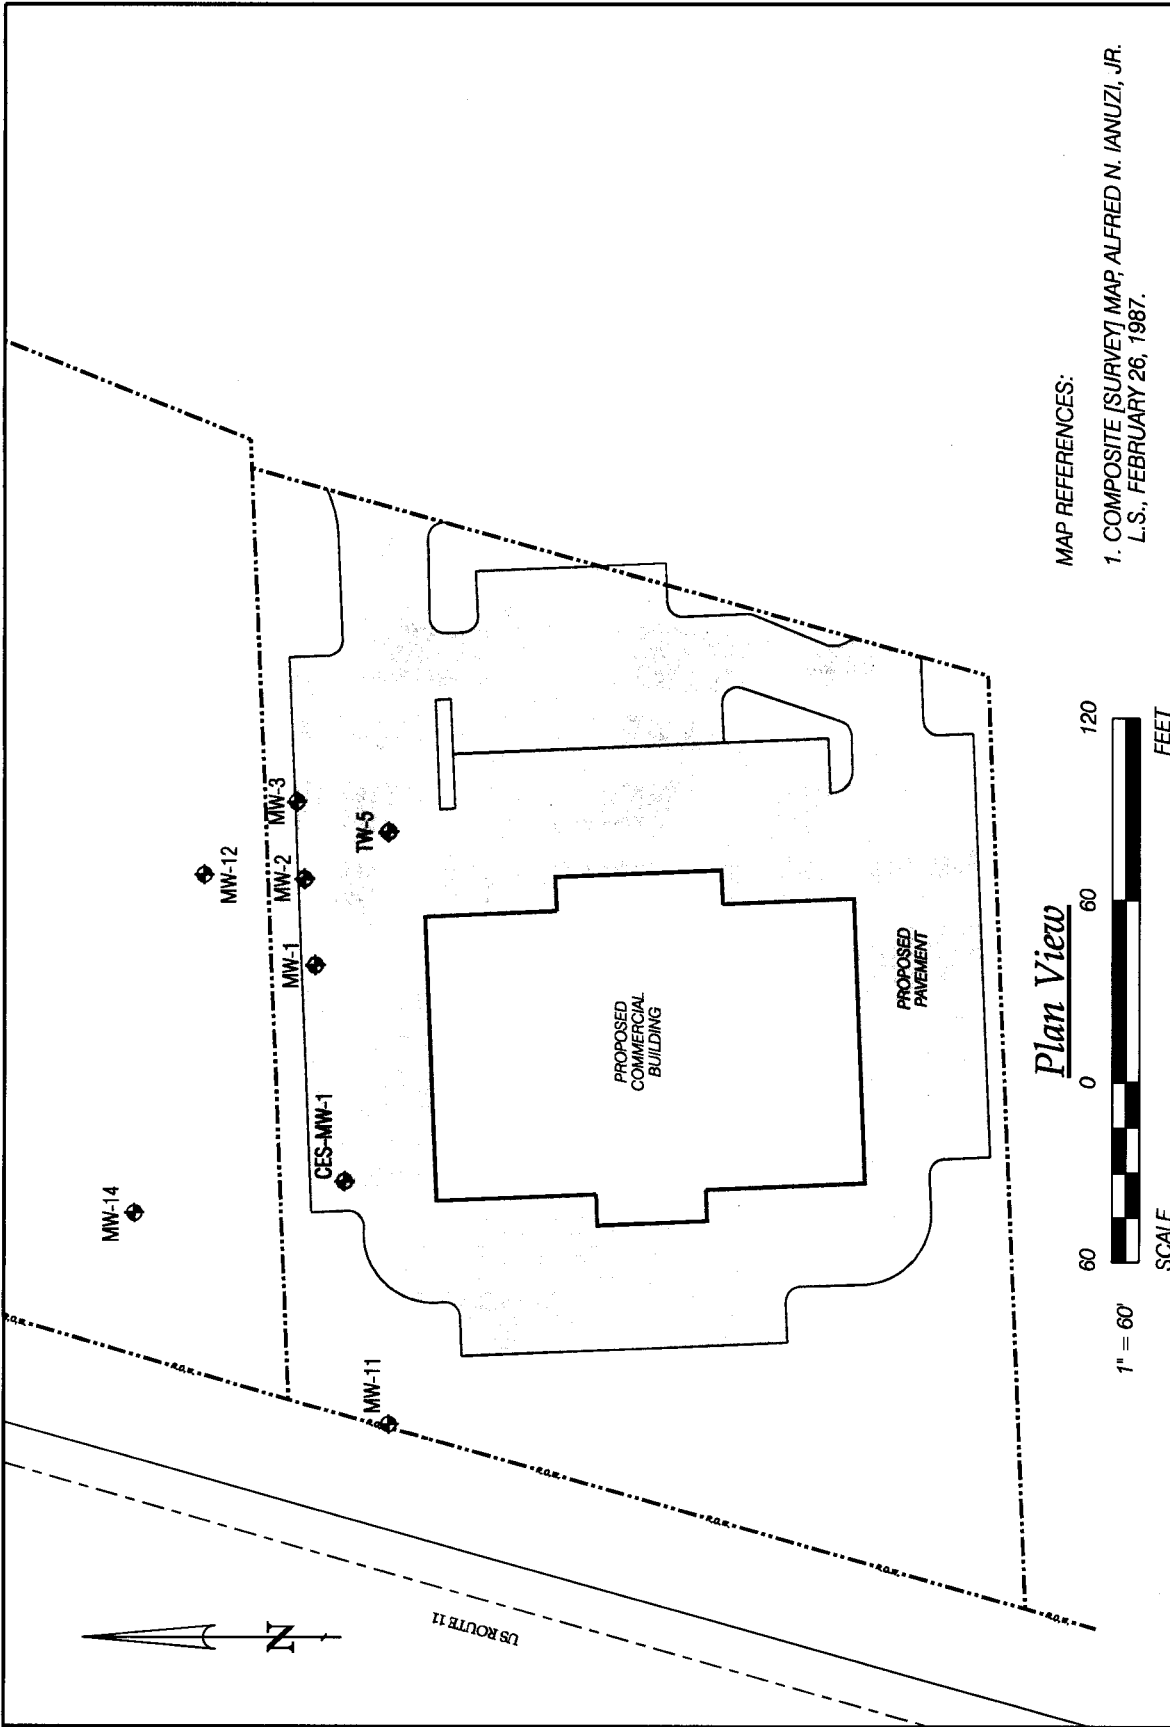 MW-14
MW-12
MW-11
CES-MW-1
MW-1
MW-2
MW-3
TW-5
R.O.W.
R.O.W.
R.O.W.
R.O.W.
R.O.W.
R.O.W.
R.O.W.
US ROUTE 11
N
PROPOSED
COMMERCIAL
BUILDING
PROPOSED
PAVEMENT
Plan View
1" = 60'
60
0
60
120
SCALE
FEET
MAP REFERENCES:
1. COMPOSITE [SURVEY] MAP, ALFRED N. IANUZI, JR.
L.S., FEBRUARY 26, 1987.